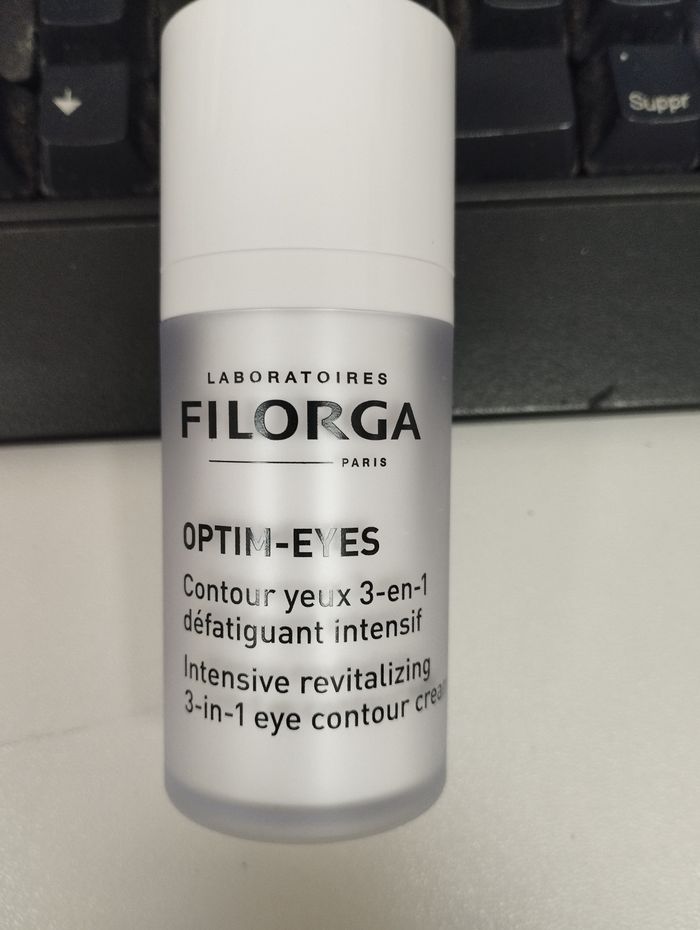 Suppr
LABORATOIRES
FILORGA
PARIS
OPTIM-EYES
Contour yeux 3-en-1
défatiguant intensif
Intensive revitalizing
3-in-1 eye contour crea